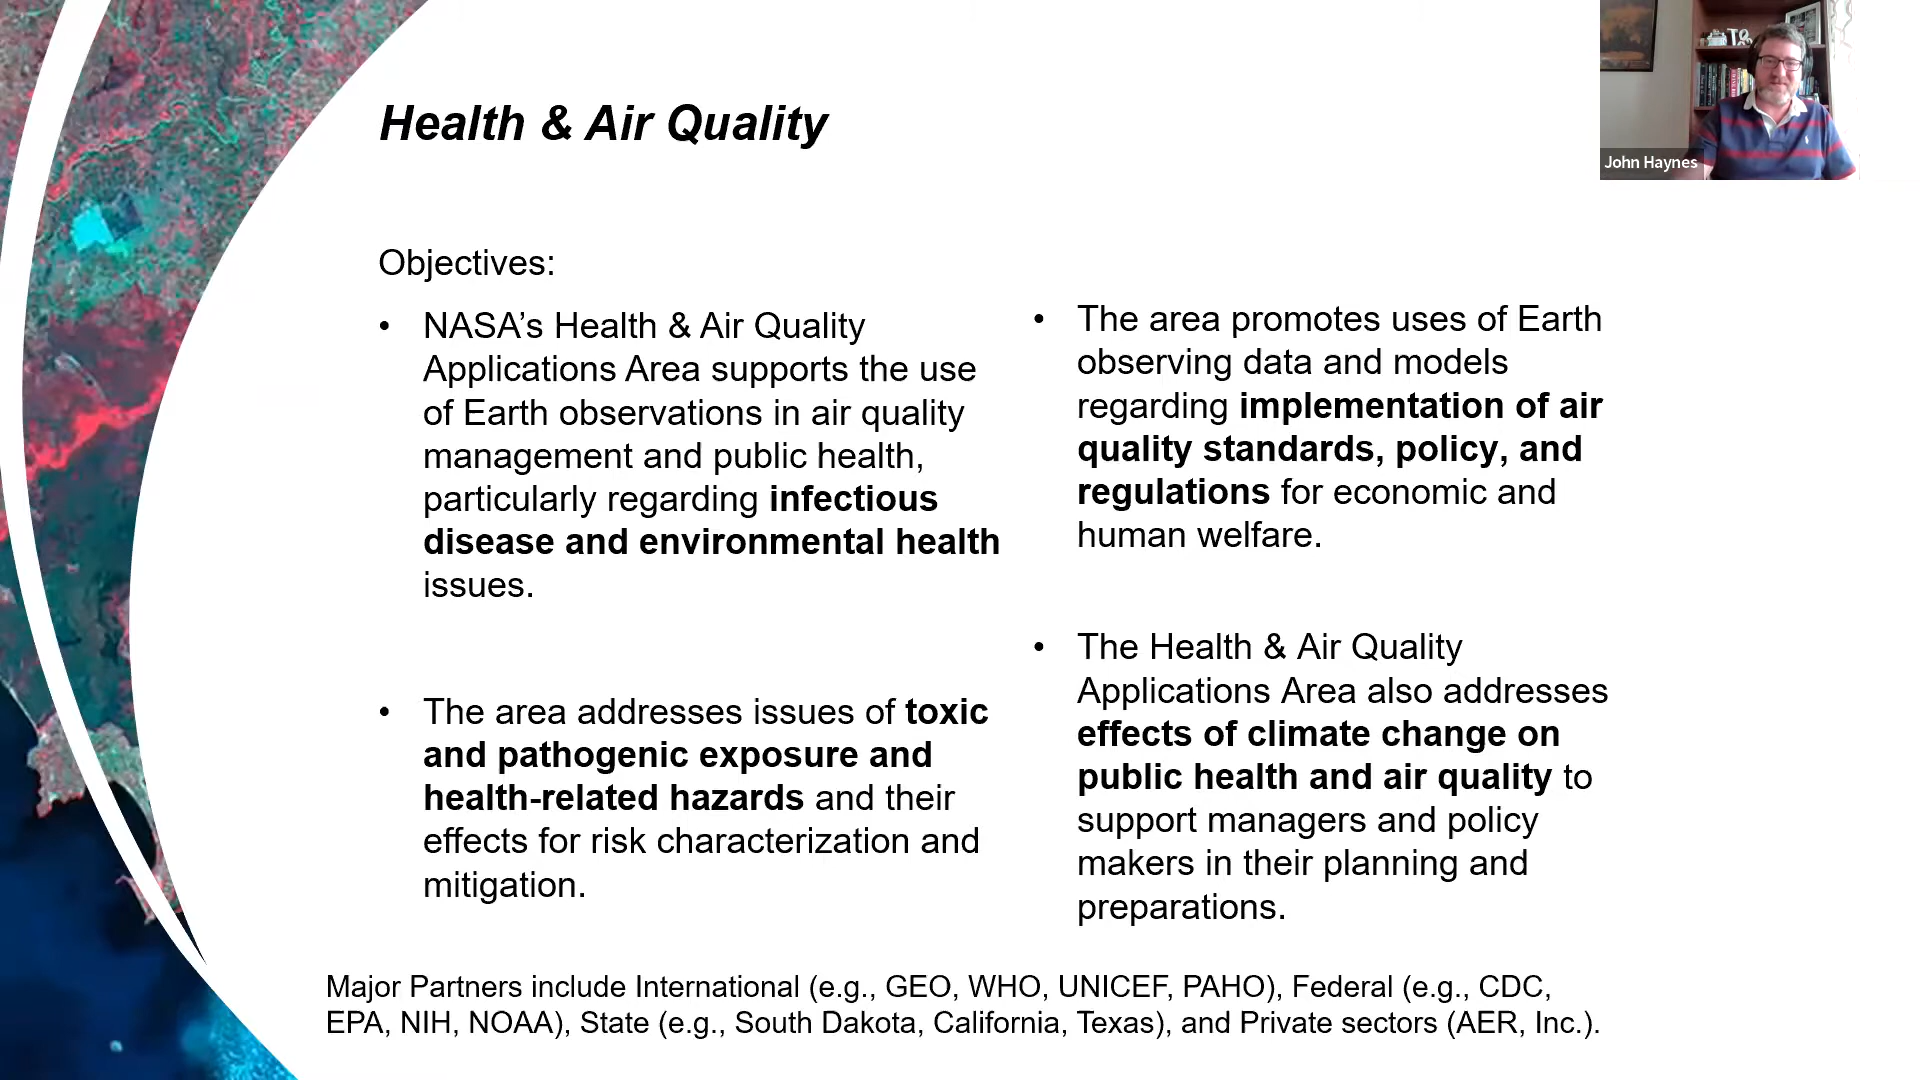 Health & Air Quality
John Haynes
Objectives:
• NASA’s Health & Air Quality
Applications Area supports the use
of Earth observations in air quality
management and public health,
particularly regarding infectious
disease and environmental health
issues.
• The area addresses issues of toxic
and pathogenic exposure and
health-related hazards and their
effects for risk characterization and
mitigation.
• The area promotes uses of Earth
observing data and models
regarding implementation of air
quality standards, policy, and
regulations for economic and
human welfare.
• The Health & Air Quality
Applications Area also addresses
effects of climate change on
public health and air quality to
support managers and policy
makers in their planning and
preparations.
Major Partners include International (e.g., GEO, WHO, UNICEF, PAHO), Federal (e.g., CDC,
EPA, NIH, NOAA), State (e.g., South Dakota, California, Texas), and Private sectors (AER, Inc.).